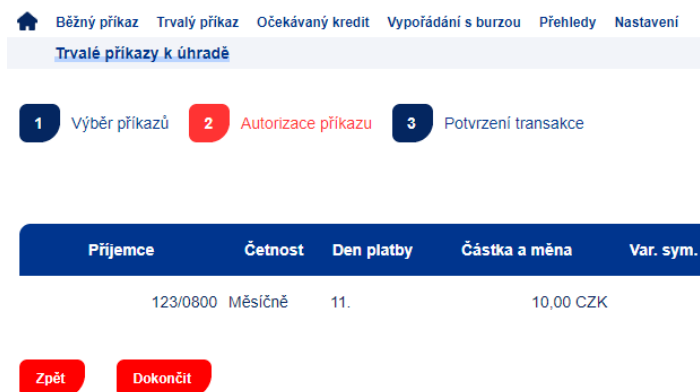 Běžný příkaz Trvalý příkaz Očekávaný kredit Vypořádání s burzou Přehledy Nastavení
Trvalé příkazy k úhradě
1 Výběr příkazů 2 Autorizace příkazu 3 Potvrzení transakce
Příjemce Četnost Den platby Částka a měna Var. sym.
123/0800 Měsíčně 11. 10,00 CZK
Zpět Dokončit